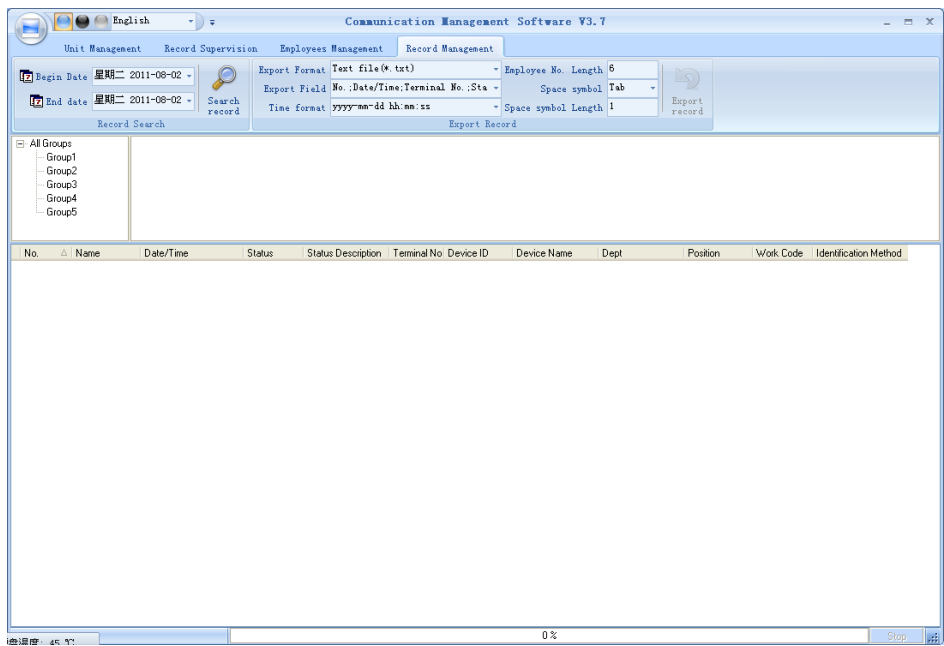 English Communication Management Software V3.7
Unit Management Record Supervision Employees Management Record Management
Begin Date 星期二 2011-08-02
End date 星期二 2011-08-02
Search record
Record Search
Export Format Text file(*.txt) Employee No. Length 6
Export Field No.;Date/Time;Terminal No.;Sta Space symbol Tab
Time format yyyy-mm-dd hh:mm:ss Space symbol Length 1
Export record
Export Record
All Groups
Group1
Group2
Group3
Group4
Group5
No. Name Date/Time Status Status Description Terminal No Device ID Device Name Dept Position Work Code Identification Method
0% Stop
盘温度: 45 ℃